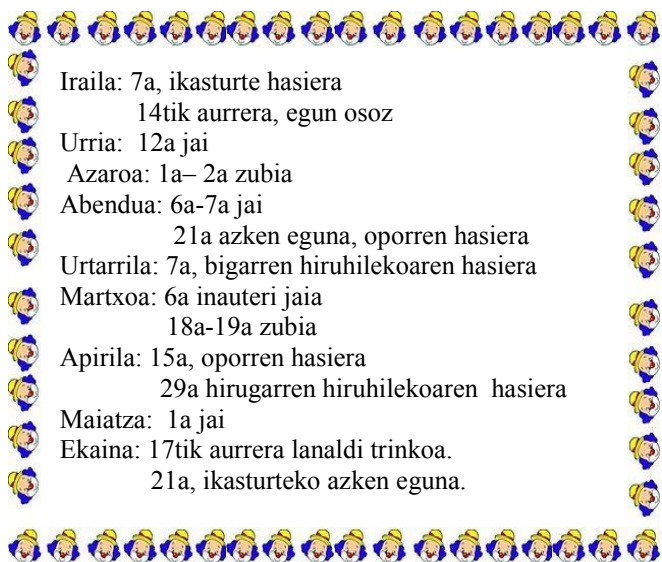 Iraila: 7a, ikasturte hasiera
14tik aurrera, egun osoz
Urria: 12a jai
Azaroa: 1a– 2a zubia
Abendua: 6a-7a jai
21a azken eguna, oporren hasiera
Urtarrila: 7a, bigarren hiruhilekoaren hasiera
Martxoa: 6a inauteri jaia
18a-19a zubia
Apirila: 15a, oporren hasiera
29a hirugarren hiruhilekoaren hasiera
Maiatza: 1a jai
Ekaina: 17tik aurrera lanaldi trinkoa.
21a, ikasturteko azken eguna.